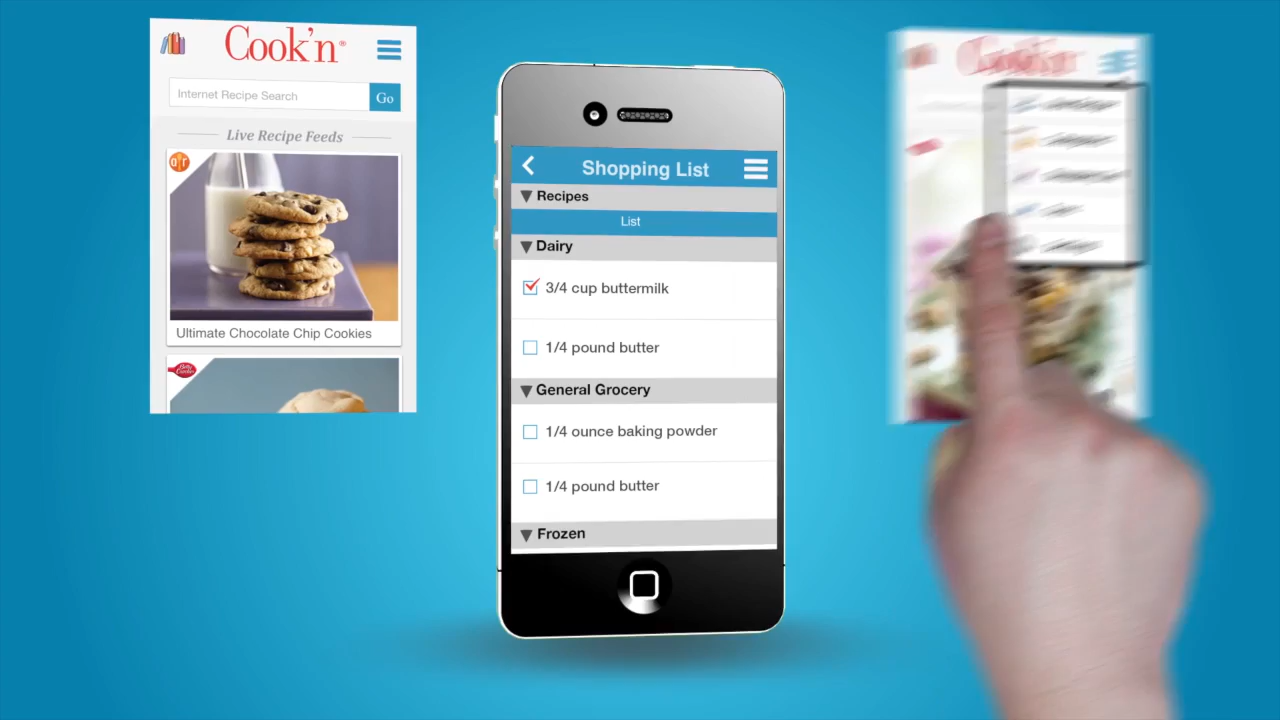 Cook'n®
Internet Recipe Search
Go
Live Recipe Feeds
Ultimate Chocolate Chip Cookies
Shopping List
Recipes
List
Dairy
3/4 cup buttermilk
1/4 pound butter
General Grocery
1/4 ounce baking powder
1/4 pound butter
Frozen